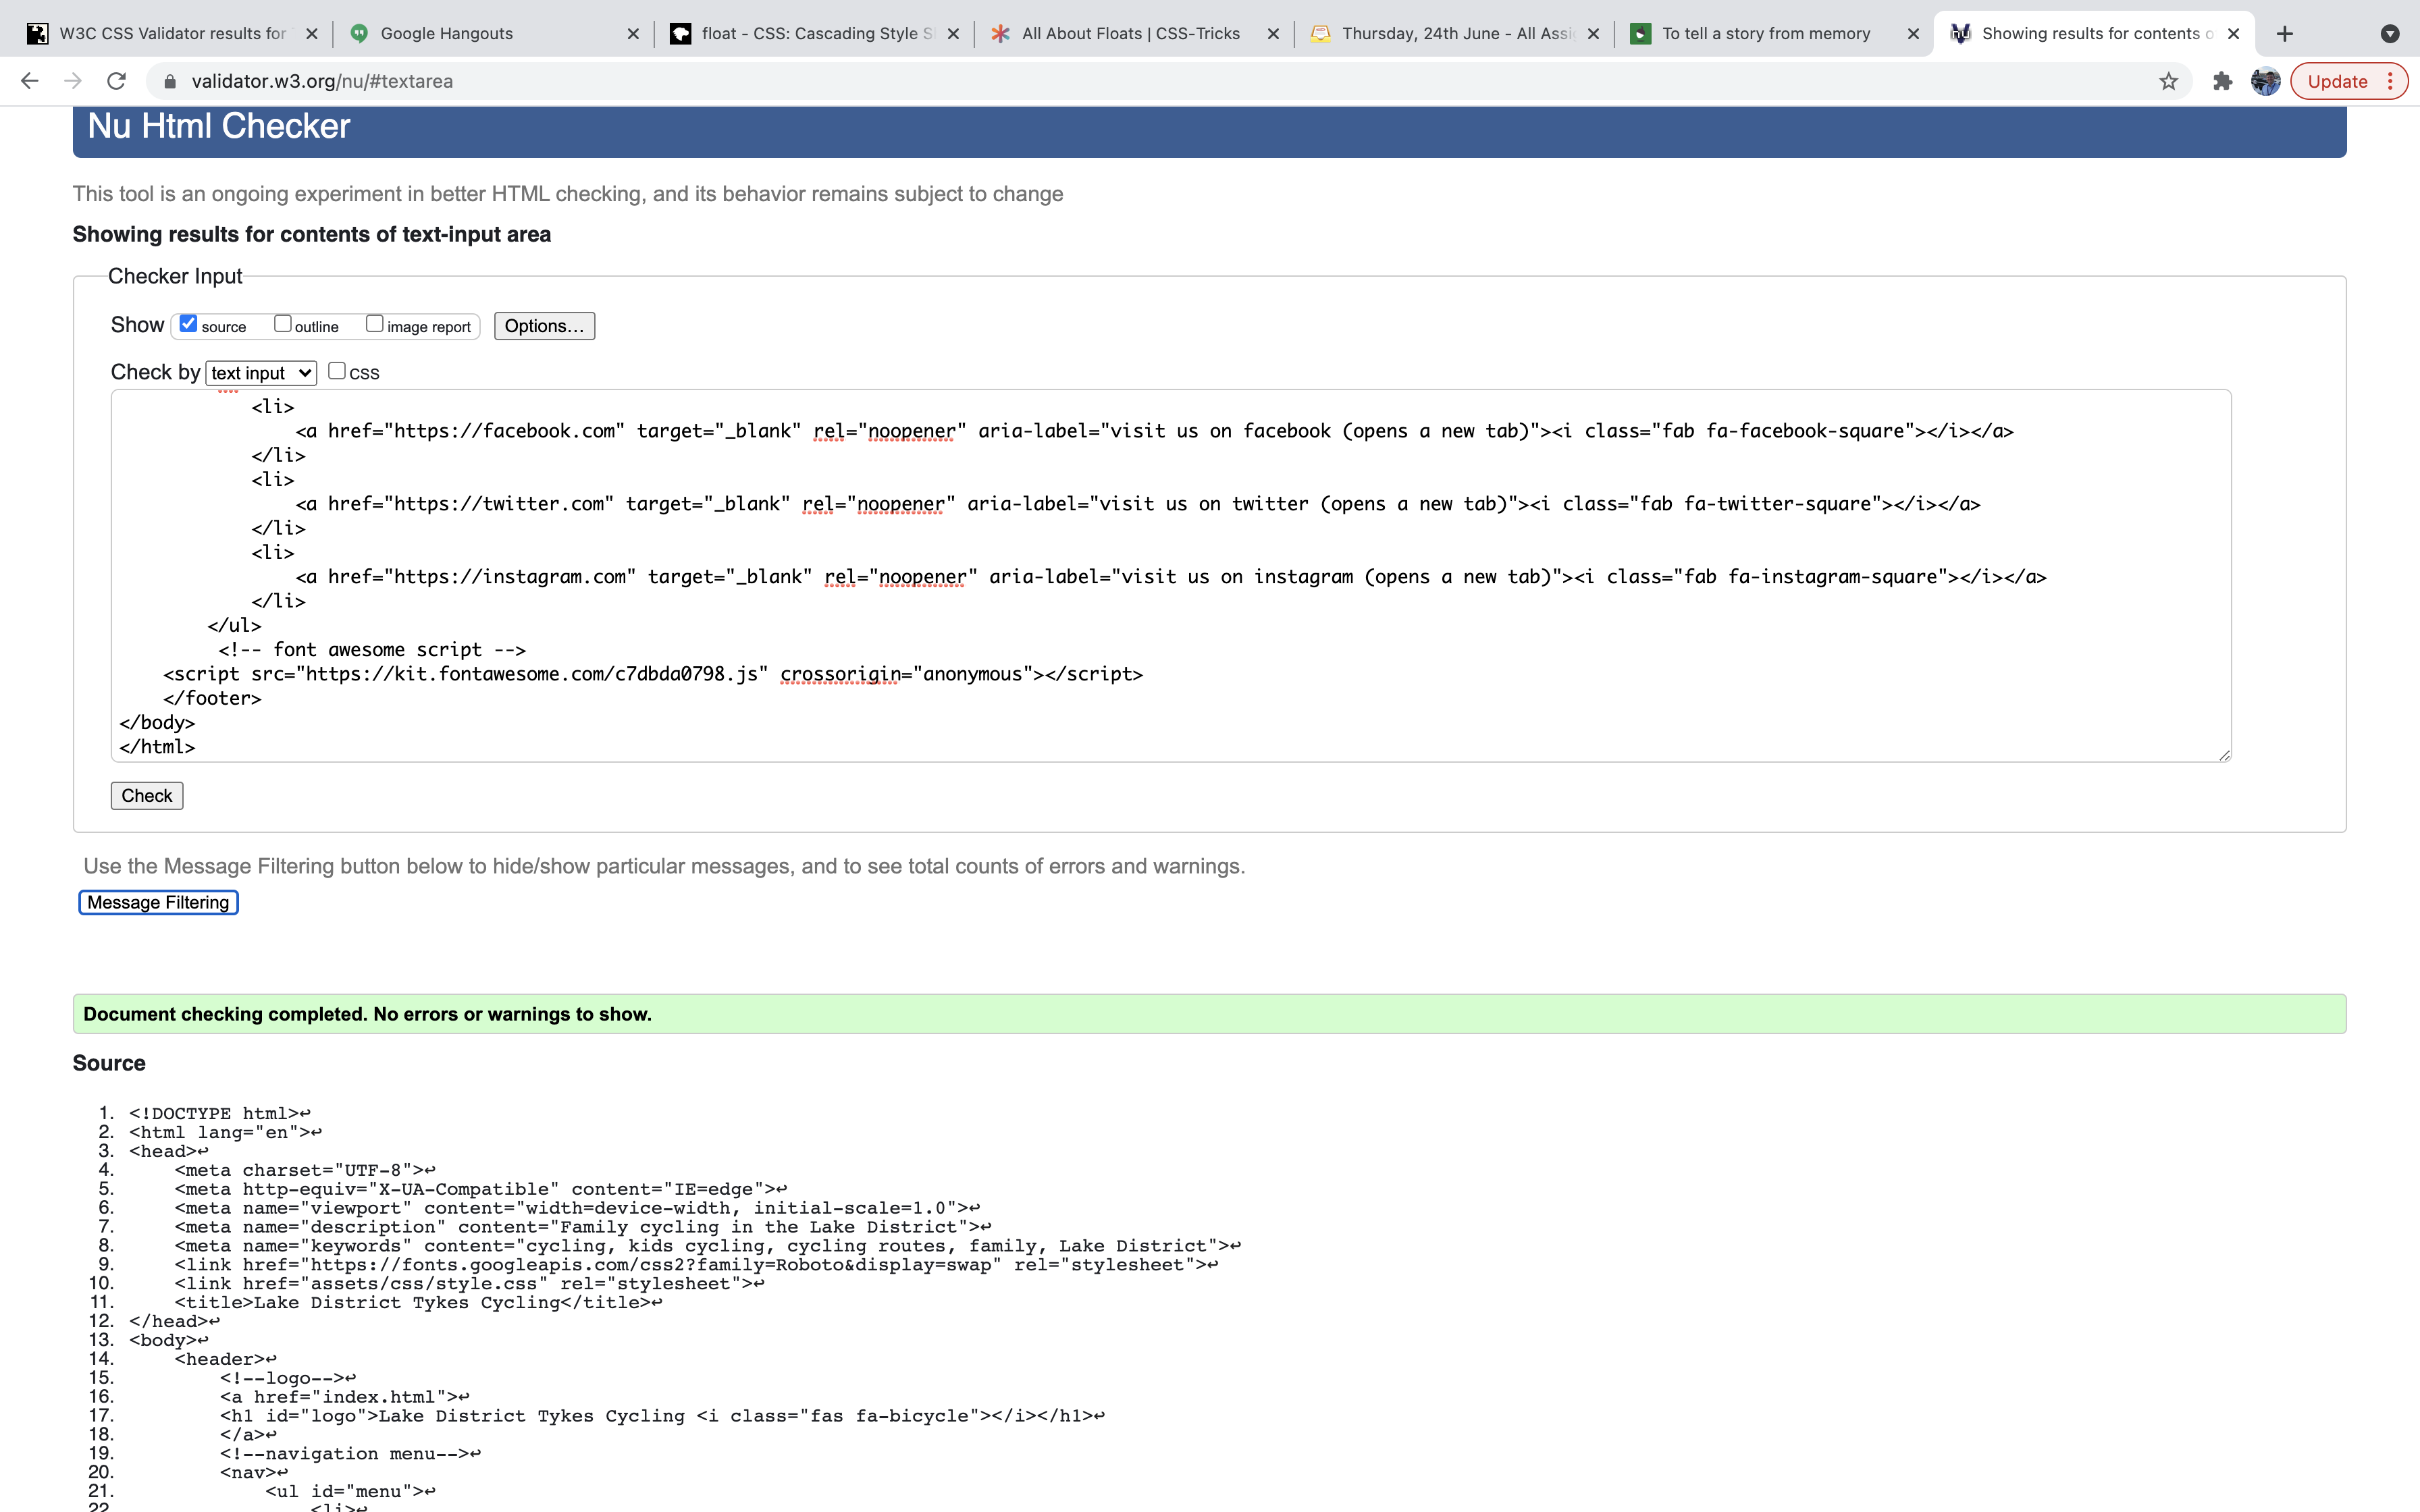 W3C CSS Validator results for
Google Hangouts
float - CSS: Cascading Style S
All About Floats | CSS-Tricks
Thursday, 24th June - All Assi
To tell a story from memory
Showing results for contents o
validator.w3.org/nu/#textarea
Update
Nu Html Checker
This tool is an ongoing experiment in better HTML checking, and its behavior remains subject to change
Showing results for contents of text-input area
Checker Input
Show source outline image report Options...
Check by text input css
<li>
<a href="https://facebook.com" target="_blank" rel="noopener" aria-label="visit us on facebook (opens a new tab)"><i class="fab fa-facebook-square"></i></a>
</li>
<li>
<a href="https://twitter.com" target="_blank" rel="noopener" aria-label="visit us on twitter (opens a new tab)"><i class="fab fa-twitter-square"></i></a>
</li>
<li>
<a href="https://instagram.com" target="_blank" rel="noopener" aria-label="visit us on instagram (opens a new tab)"><i class="fab fa-instagram-square"></i></a>
</li>
</ul>
<!-- font awesome script -->
<script src="https://kit.fontawesome.com/c7dbda0798.js" crossorigin="anonymous"></script>
</footer>
</body>
</html>
Check
Use the Message Filtering button below to hide/show particular messages, and to see total counts of errors and warnings.
Message Filtering
Document checking completed. No errors or warnings to show.
Source
1. <!DOCTYPE html>↩
2. <html lang="en">↩
3. <head>↩
4. <meta charset="UTF-8">↩
5. <meta http-equiv="X-UA-Compatible" content="IE=edge">↩
6. <meta name="viewport" content="width=device-width, initial-scale=1.0">↩
7. <meta name="description" content="Family cycling in the Lake District">↩
8. <meta name="keywords" content="cycling, kids cycling, cycling routes, family, Lake District">↩
9. <link href="https://fonts.googleapis.com/css2?family=Roboto&display=swap" rel="stylesheet">↩
10. <link href="assets/css/style.css" rel="stylesheet">↩
11. <title>Lake District Tykes Cycling</title>↩
12. </head>↩
13. <body>↩
14. <header>↩
15. <!--logo-->↩
16. <a href="index.html">↩
17. <h1 id="logo">Lake District Tykes Cycling <i class="fas fa-bicycle"></i></h1>↩
18. </a>↩
19. <!--navigation menu-->↩
20. <nav>↩
21. <ul id="menu">↩
22. <li>↩